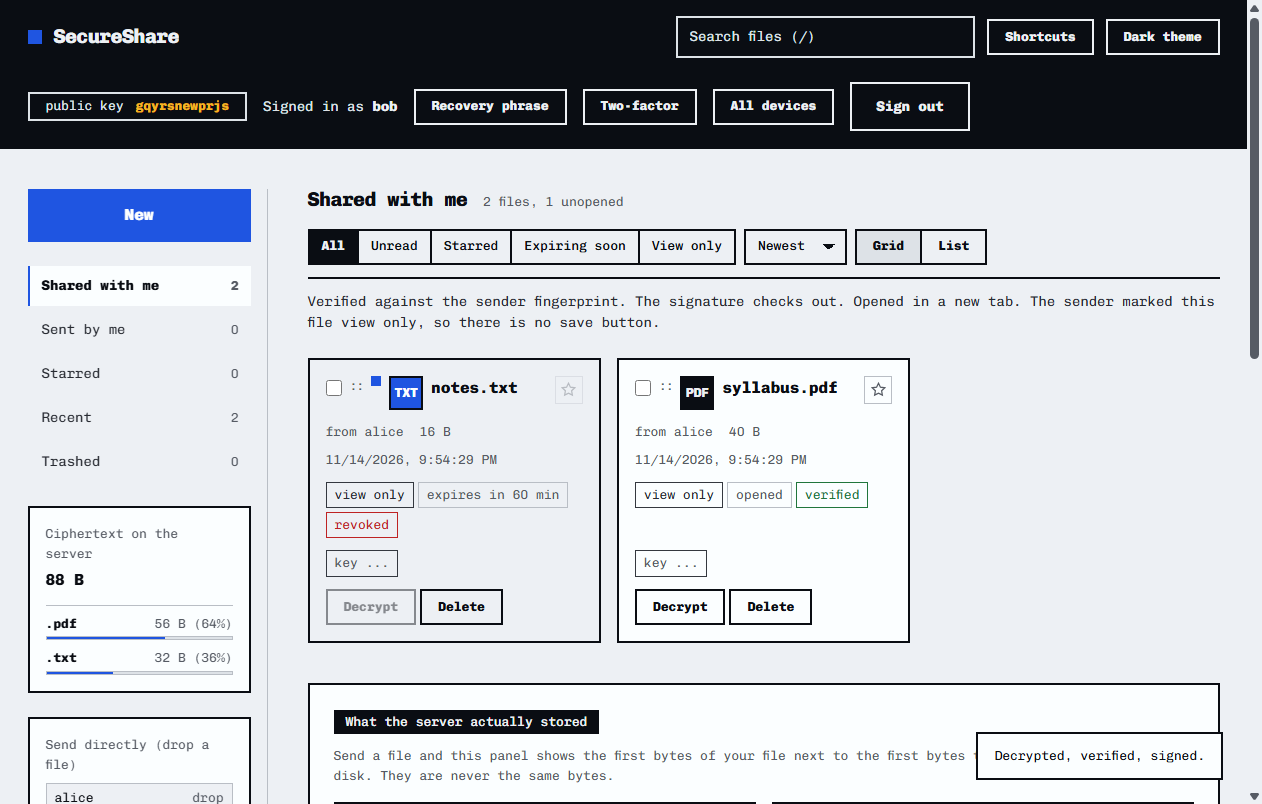 SecureShare
Search files (/)
Shortcuts
Dark theme
public key gqyrsnewprjs
Signed in as bob
Recovery phrase
Two-factor
All devices
Sign out
New
Shared with me 2
Sent by me 0
Starred 0
Recent 2
Trashed 0
Ciphertext on the
server
88 B
.pdf 56 B (64%)
.txt 32 B (36%)
Send directly (drop a
file)
alice drop
Shared with me 2 files, 1 unopened
All Unread Starred Expiring soon View only Newest Grid List
Verified against the sender fingerprint. The signature checks out. Opened in a new tab. The sender marked this
file view only, so there is no save button.
:: TXT notes.txt
from alice 16 B
11/14/2026, 9:54:29 PM
view only expires in 60 min
revoked
key ...
Decrypt Delete
:: PDF syllabus.pdf
from alice 40 B
11/14/2026, 9:54:29 PM
view only opened verified
key ...
Decrypt Delete
What the server actually stored
Send a file and this panel shows the first bytes of your file next to the first bytes
disk. They are never the same bytes.
Decrypted, verified, signed.